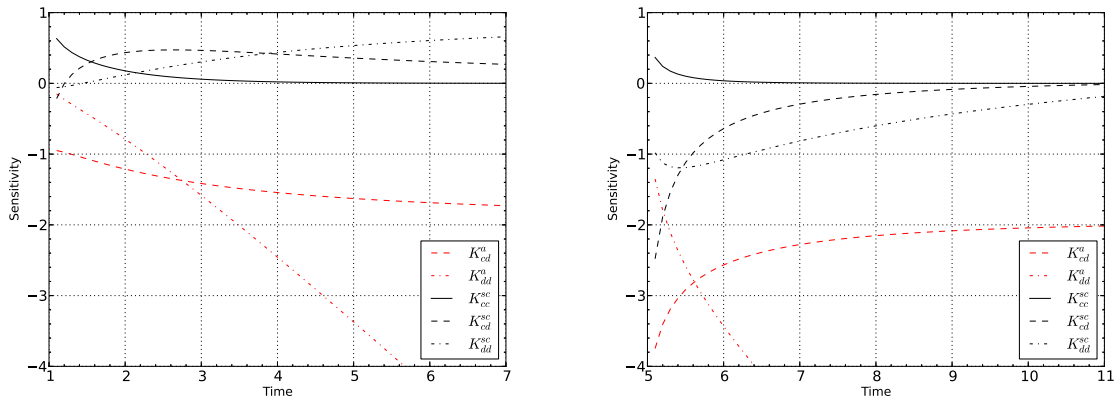 1
0
−1
−2
−3
−4
Sensitivity
1 2 3 4 5 6 7
Time
K^a_cd
K^a_dd
K^sc_cc
K^sc_cd
K^sc_dd
1
0
−1
−2
−3
−4
Sensitivity
5 6 7 8 9 10 11
Time
K^a_cd
K^a_dd
K^sc_cc
K^sc_cd
K^sc_dd